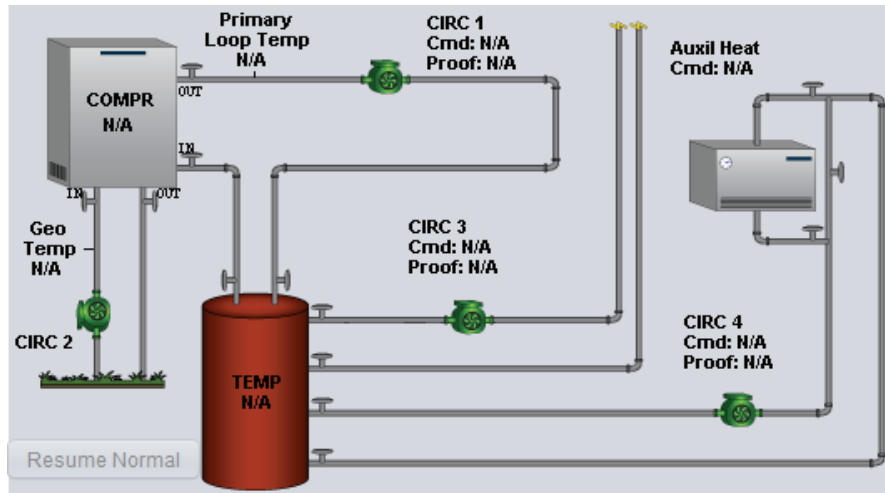 Primary
Loop Temp
N/A
CIRC 1
Cmd: N/A
Proof: N/A
Auxil Heat
Cmd: N/A
COMPR
N/A
OUT
IN
IN
OUT
Geo
Temp
N/A
CIRC 2
CIRC 3
Cmd: N/A
Proof: N/A
CIRC 4
Cmd: N/A
Proof: N/A
TEMP
N/A
Resume Normal